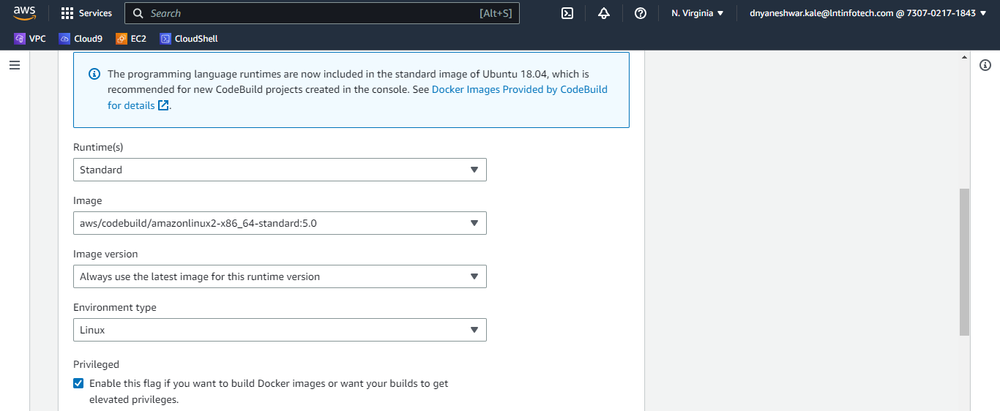 aws
Services
Search
[Alt+S]
N. Virginia
dnyaneshwar.kale@lntinfotech.com @ 7307-0217-1843
VPC
Cloud9
EC2
CloudShell
The programming language runtimes are now included in the standard image of Ubuntu 18.04, which is
recommended for new CodeBuild projects created in the console. See Docker Images Provided by CodeBuild
for details.
Runtime(s)
Standard
Image
aws/codebuild/amazonlinux2-x86_64-standard:5.0
Image version
Always use the latest image for this runtime version
Environment type
Linux
Privileged
Enable this flag if you want to build Docker images or want your builds to get
elevated privileges.